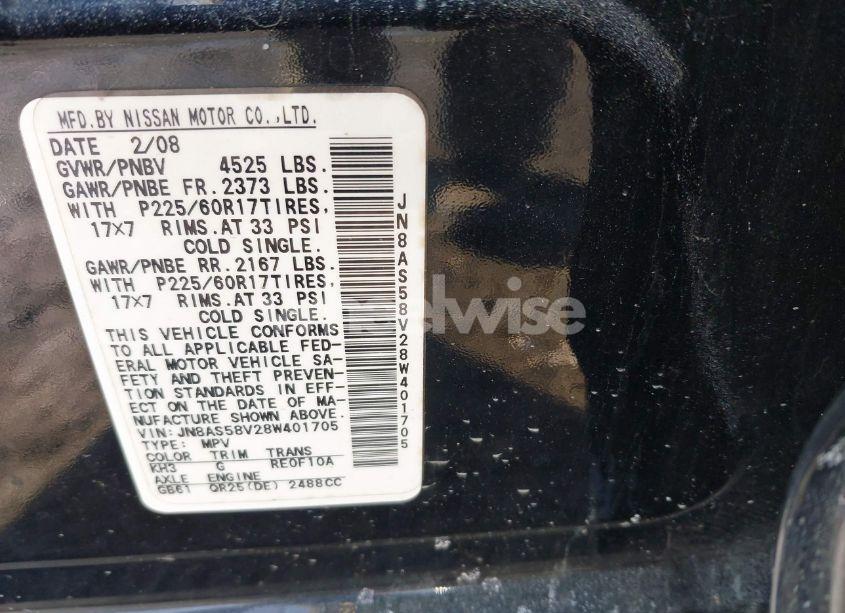 MFD.BY NISSAN MOTOR CO.,LTD.
DATE 2/08
GVWR/PNBV 4525 LBS.
GAWR/PNBE FR.2373 LBS.
WITH P225/60R17TIRES,
17×7 RIMS.AT 33 PSI
COLD SINGLE.
GAWR/PNBE RR.2167 LBS.
WITH P225/60R17TIRES,
17×7 RIMS.AT 33 PSI
COLD SINGLE.
THIS VEHICLE CONFORMS
TO ALL APPLICABLE FED-
ERAL MOTOR VEHICLE SA-
FETY AND THEFT PREVEN-
TION STANDARDS IN EFF-
ECT ON THE DATE OF MA-
NUFACTURE SHOWN ABOVE.
VIN: JN8AS58V28W401705
TYPE: MPV
COLOR TRIM TRANS
KH3 G RE0F10A
AXLE ENGINE
GB61 QR25(DE) 2488CC
JN8AS58V28W401705